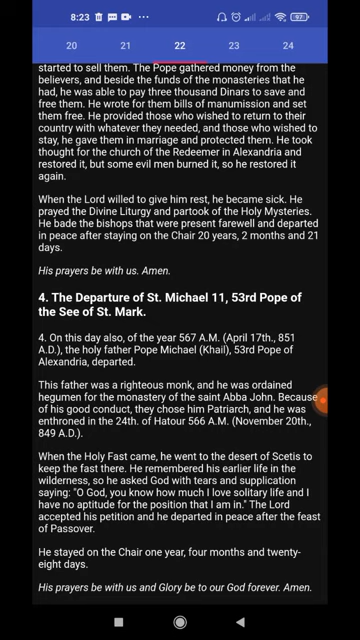 8:23
97
20 21 22 23 24
started to sell them. The Pope gathered money from the
believers, and beside the funds of the monasteries that he
had, he was able to pay three thousand Dinars to save and
free them. He wrote for them bills of manumission and set
them free. He provided those who wished to return to their
country with whatever they needed, and those who wished to
stay, he gave them in marriage and protected them. He took
thought for the church of the Redeemer in Alexandria and
restored it, but some evil men burned it, so he restored it
again.
When the Lord willed to give him rest, he became sick. He
prayed the Divine Liturgy and partook of the Holy Mysteries.
He bade the bishops that were present farewell and departed
in peace after staying on the Chair 20 years, 2 months and 21
days.
His prayers be with us. Amen.
4. The Departure of St. Michael 11, 53rd Pope of
the See of St. Mark.
4. On this day also, of the year 567 A.M. (April 17th., 851
A.D.), the holy father Pope Michael (Khail), 53rd Pope of
Alexandria, departed.
This father was a righteous monk, and he was ordained
hegumen for the monastery of the saint Abba John. Because
of his good conduct, they chose him Patriarch, and he was
enthroned in the 24th. of Hatour 566 A.M. (November 20th.,
849 A.D.).
When the Holy Fast came, he went to the desert of Scetis to
keep the fast there. He remembered his earlier life in the
wilderness, so he asked God with tears and supplication
saying: "O God, you know how much I love solitary life and I
have no aptitude for the position that I am in." The Lord
accepted his petition and he departed in peace after the feast
of Passover.
He stayed on the Chair one year, four months and twenty-
eight days.
His prayers be with us and Glory be to our God forever. Amen.